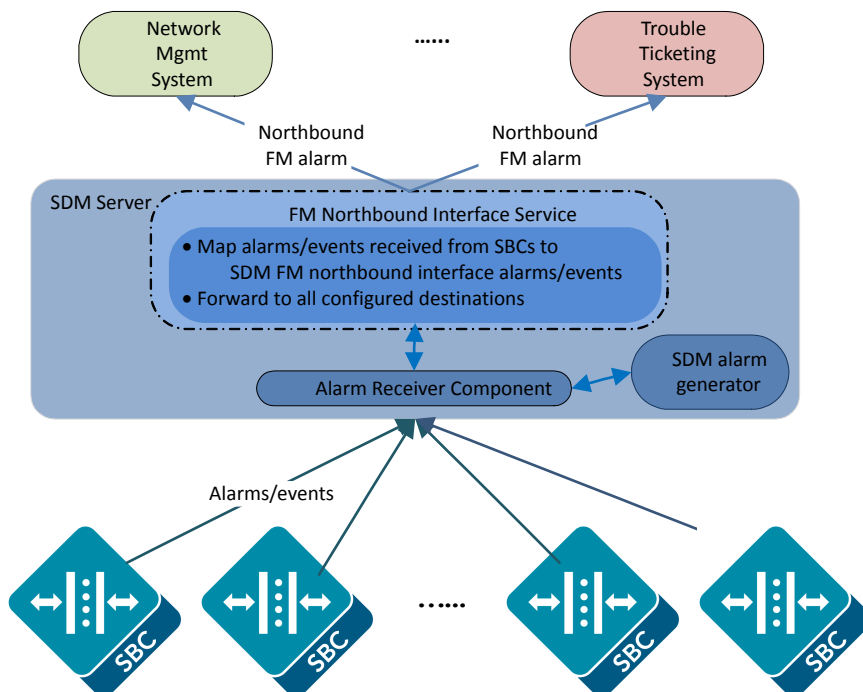 Network
Mgmt
System
......
Trouble
Ticketing
System
Northbound
FM alarm
Northbound
FM alarm
SDM Server
FM Northbound Interface Service
• Map alarms/events received from SBCs to
SDM FM northbound interface alarms/events
• Forward to all configured destinations
SDM alarm
generator
Alarm Receiver Component
Alarms/events
......
SBC
SBC
SBC
SBC